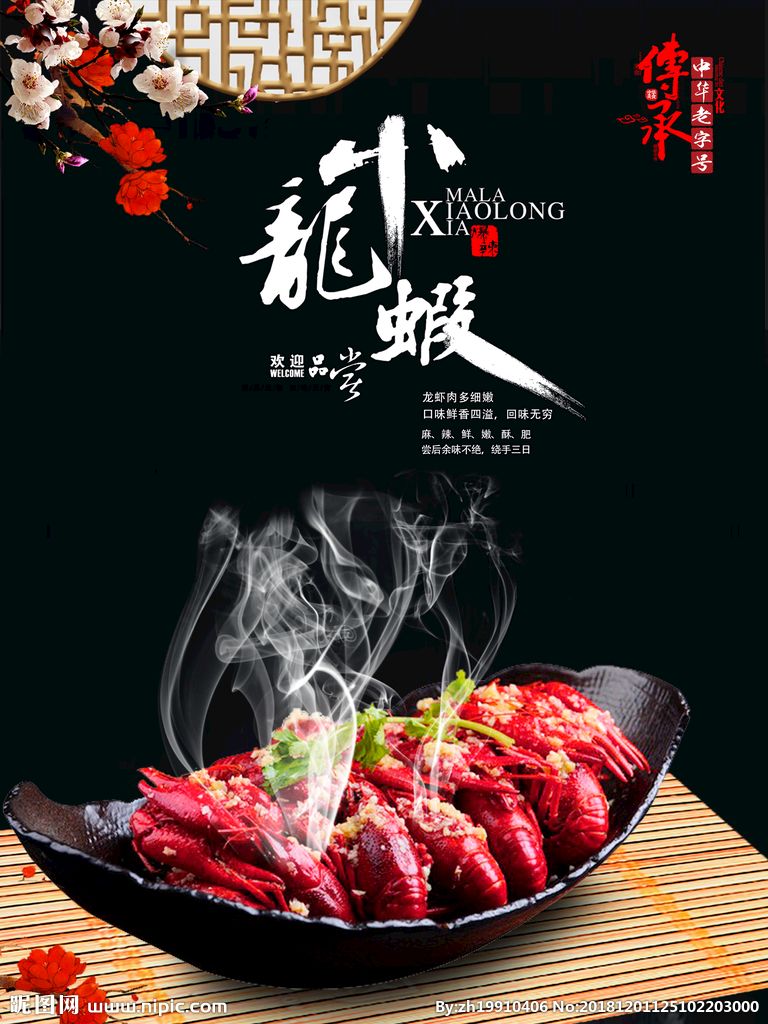 傳承
中华老字号
文化
小龍蝦
MALA
XIAOLONG
XIA
欢迎
WELCOME
品尝
龙虾肉多细嫩
口味鲜香四溢，回味无穷
麻、辣、鲜、嫩、酥、肥
尝后余味不绝，绕手三日
昵图网 www.nipic.com
By:zh19910406 No:20181201125102203000